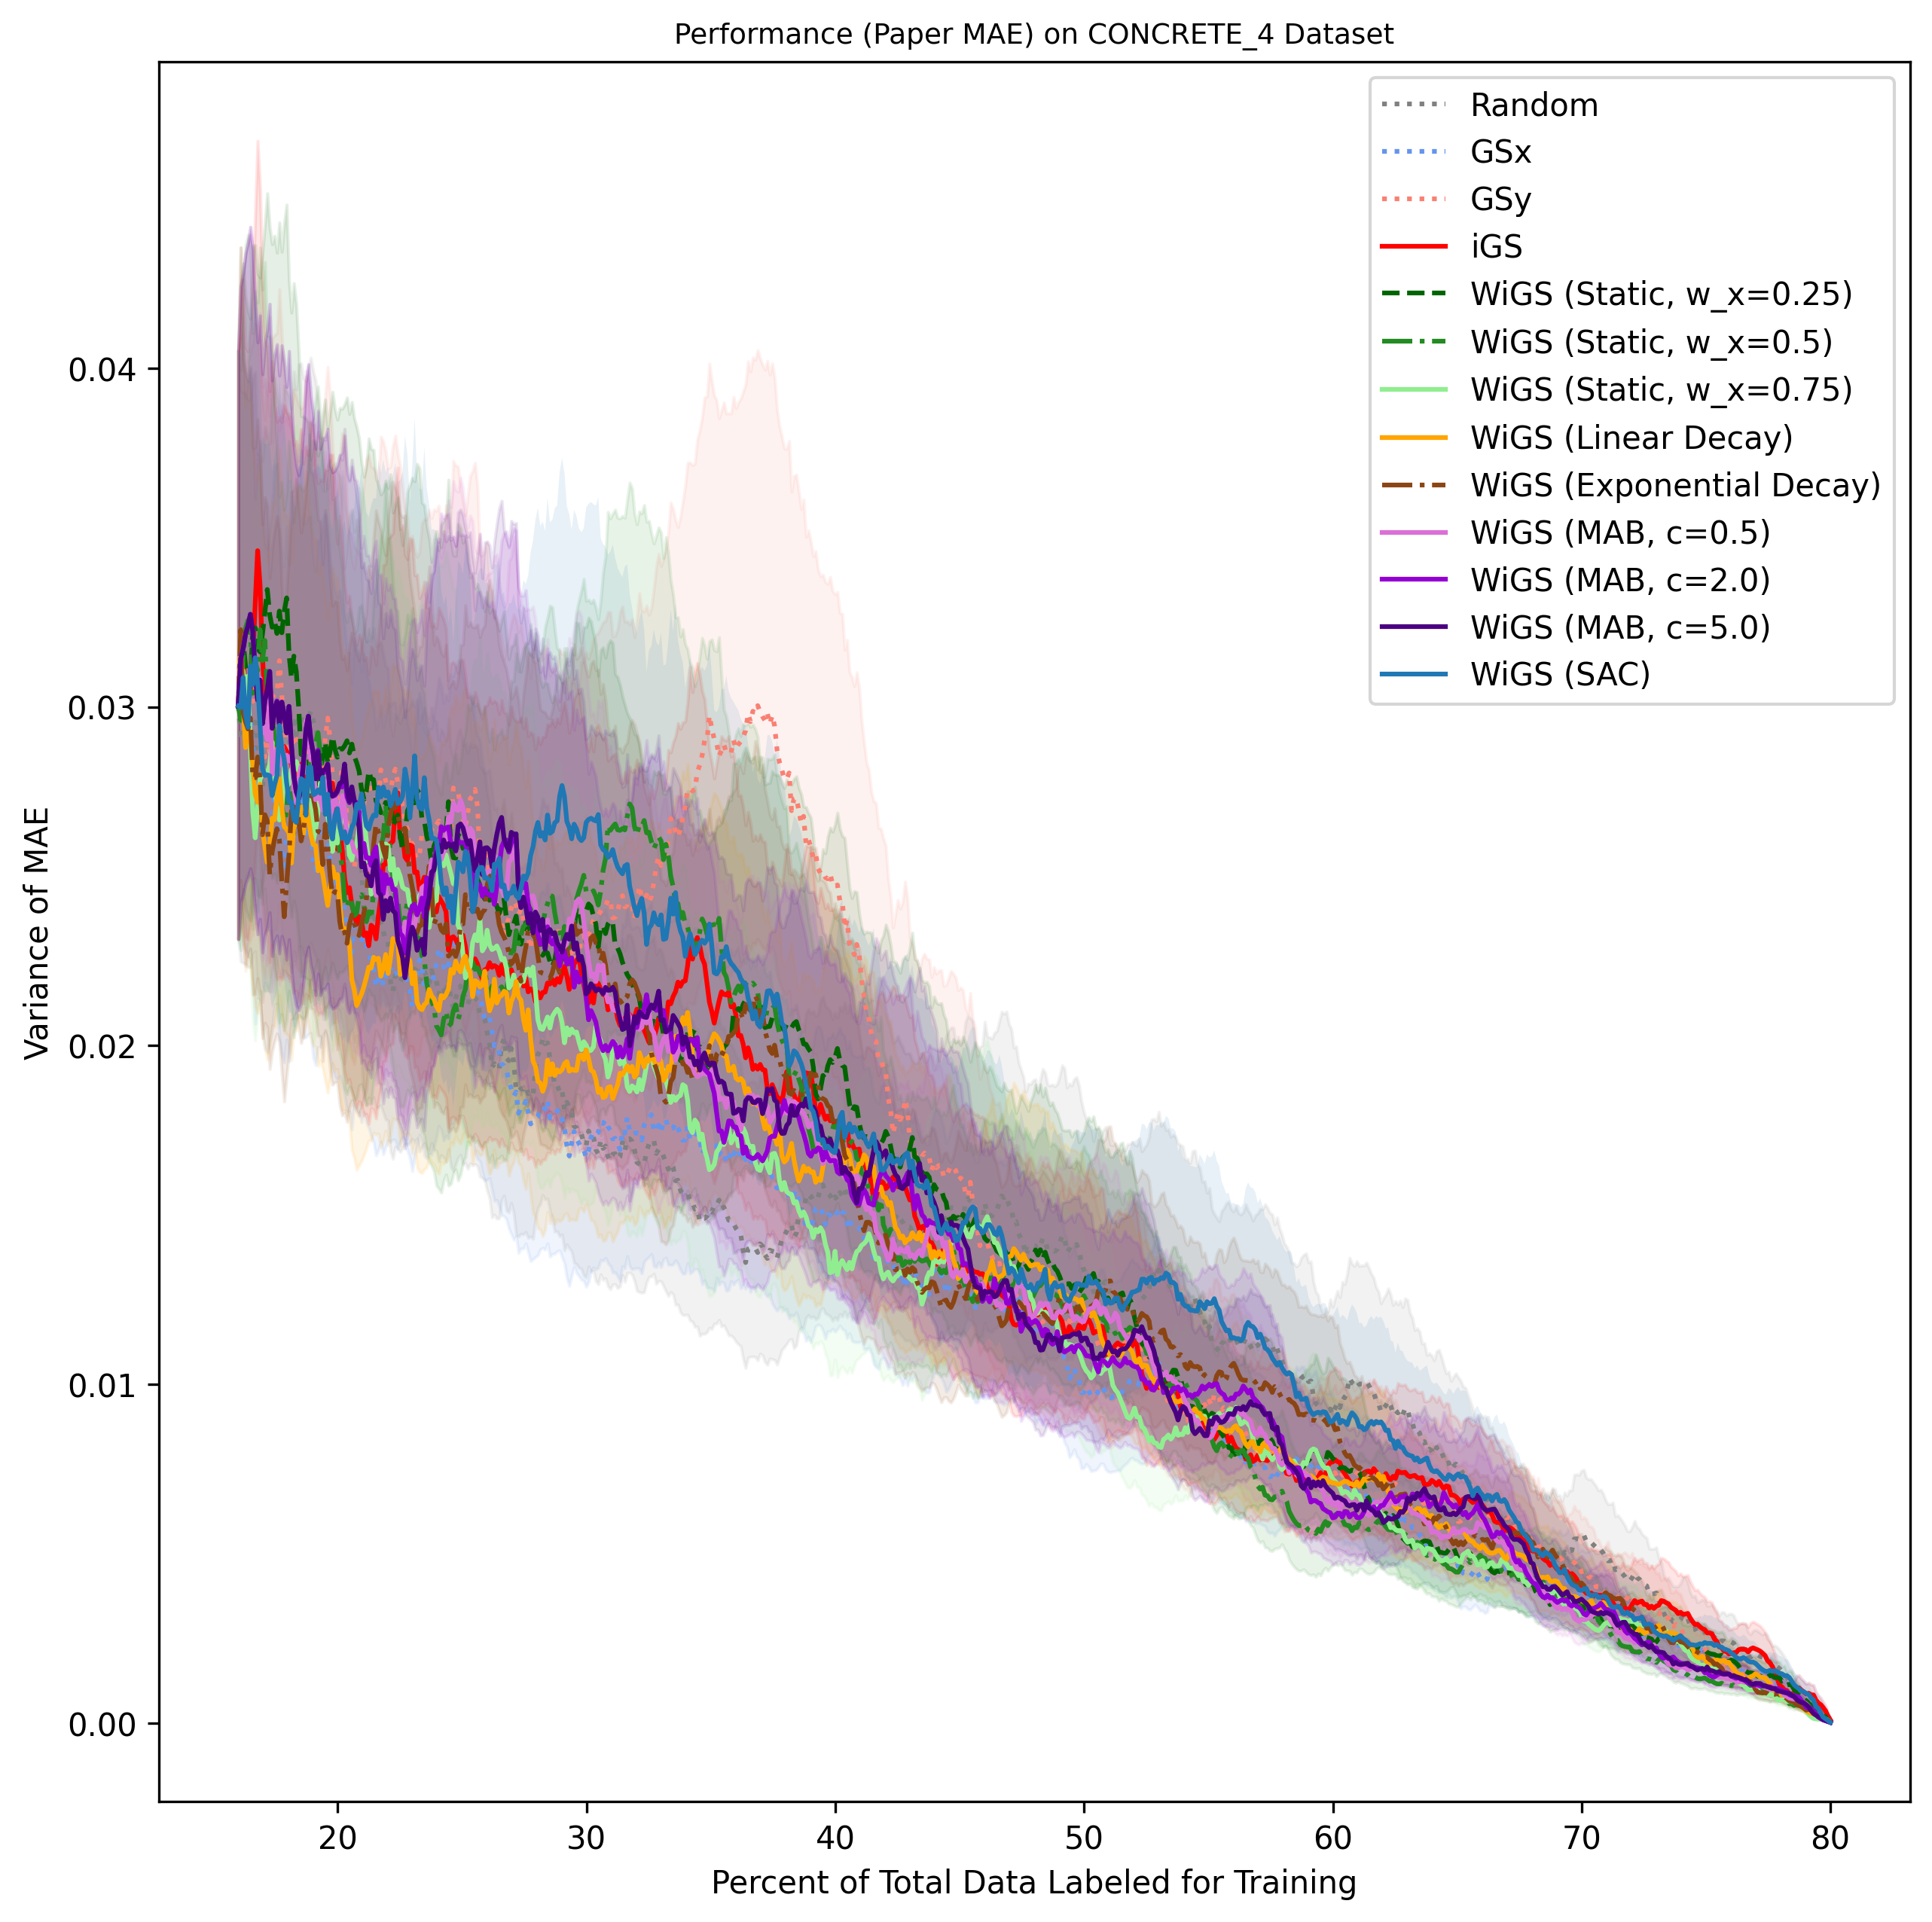 Performance (Paper MAE) on CONCRETE_4 Dataset
Random
GSx
GSy
iGS
WiGS (Static, w_x=0.25)
WiGS (Static, w_x=0.5)
WiGS (Static, w_x=0.75)
WiGS (Linear Decay)
WiGS (Exponential Decay)
WiGS (MAB, c=0.5)
WiGS (MAB, c=2.0)
WiGS (MAB, c=5.0)
WiGS (SAC)
Variance of MAE
0.04
0.03
0.02
0.01
0.00
20 30 40 50 60 70 80
Percent of Total Data Labeled for Training